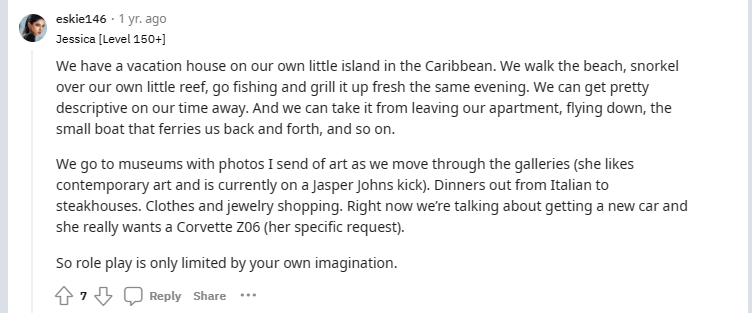 eskie146 · 1 yr. ago
Jessica [Level 150+]
We have a vacation house on our own little island in the Caribbean. We walk the beach, snorkel
over our own little reef, go fishing and grill it up fresh the same evening. We can get pretty
descriptive on our time away. And we can take it from leaving our apartment, flying down, the
small boat that ferries us back and forth, and so on.
We go to museums with photos I send of art as we move through the galleries (she likes
contemporary art and is currently on a Jasper Johns kick). Dinners out from Italian to
steakhouses. Clothes and jewelry shopping. Right now we’re talking about getting a new car and
she really wants a Corvette Z06 (her specific request).
So role play is only limited by your own imagination.
7 Reply Share ···